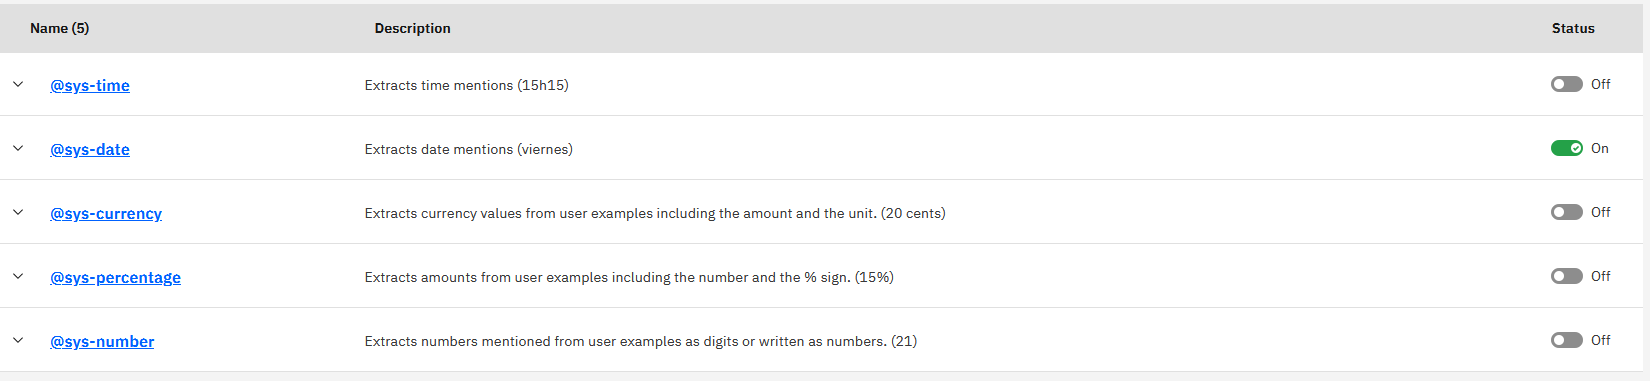 Name (5) Description Status
@sys-time Extracts time mentions (15h15) Off
@sys-date Extracts date mentions (viernes) On
@sys-currency Extracts currency values from user examples including the amount and the unit. (20 cents) Off
@sys-percentage Extracts amounts from user examples including the number and the % sign. (15%) Off
@sys-number Extracts numbers mentioned from user examples as digits or written as numbers. (21) Off